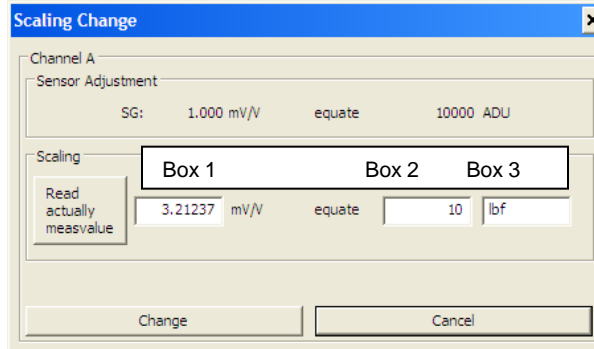 Scaling Change
Channel A
Sensor Adjustment
SG: 1.000 mV/V equate 10000 ADU
Scaling
Box 1 Box 2 Box 3
Read
actually
measvalue
3.21237 mV/V equate 10 lbf
Change Cancel